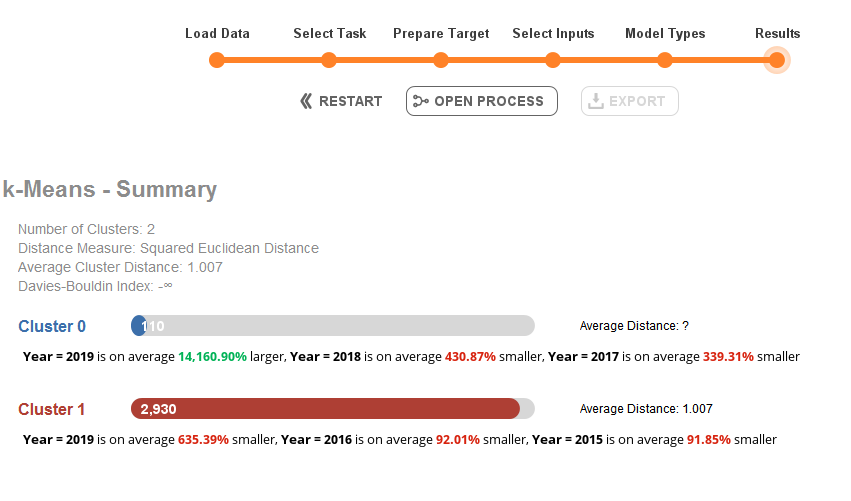 Load Data Select Task Prepare Target Select Inputs Model Types Results
RESTART OPEN PROCESS EXPORT
k-Means - Summary
Number of Clusters: 2
Distance Measure: Squared Euclidean Distance
Average Cluster Distance: 1.007
Davies-Bouldin Index: -∞
Cluster 0 110 Average Distance: ?
Year = 2019 is on average 14,160.90% larger, Year = 2018 is on average 430.87% smaller, Year = 2017 is on average 339.31% smaller
Cluster 1 2,930 Average Distance: 1.007
Year = 2019 is on average 635.39% smaller, Year = 2016 is on average 92.01% smaller, Year = 2015 is on average 91.85% smaller